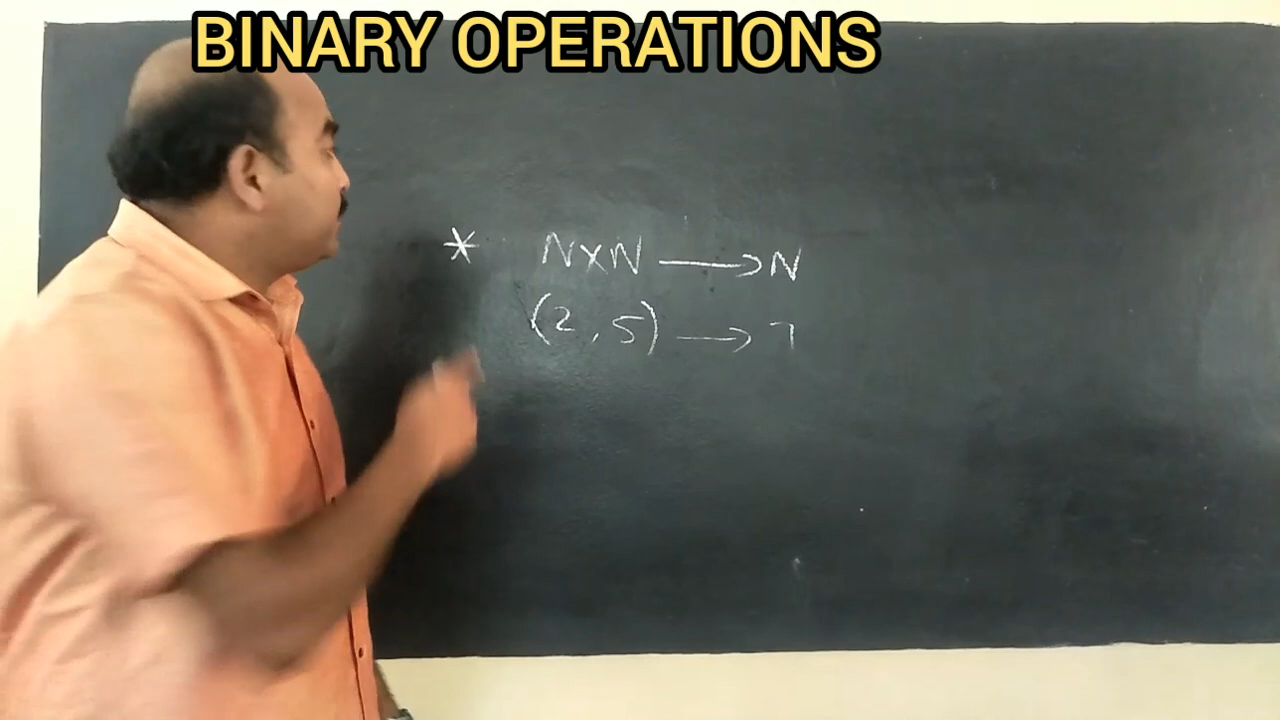 BINARY OPERATIONS
* N×N ⟶ N
(2, 5) ⟶ 7